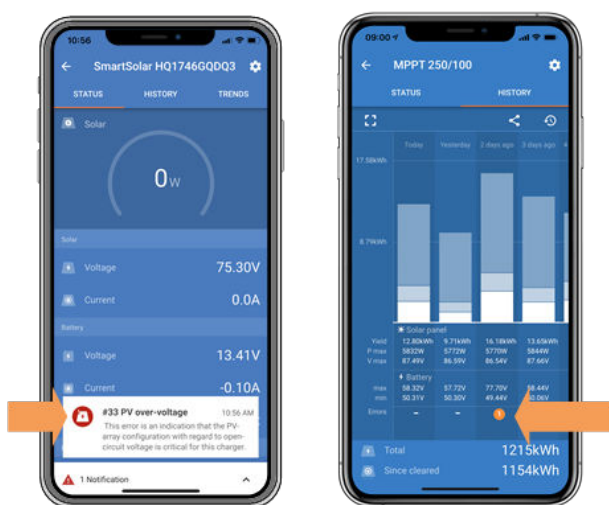 10:56
SmartSolar HQ1746GQDQ3
STATUS HISTORY TRENDS
Solar
0W
Solar
Voltage 75.30V
Current 0.0A
Battery
Voltage 13.41V
Current -0.10A
#33 PV over-voltage 10:56 AM
This error is an indication that the PV-
array configuration with regard to open-
circuit voltage is critical for this charger.
1 Notification
09:00
MPPT 250/100
STATUS HISTORY
Today Yesterday 2 days ago 3 days ago 4
17.58kWh
8.79kWh
Solar panel
Yield 12.80kWh 9.71kWh 16.18kWh 13.65kWh
P max 5832W 5772W 5770W 5844W
V max 87.49V 86.59V 86.54V 87.66V
Battery
max 58.32V 57.72V 77.70V 58.44V
min 50.31V 50.30V 49.44V
Errors - - 1
Total 1215kWh
Since cleared 1154kWh